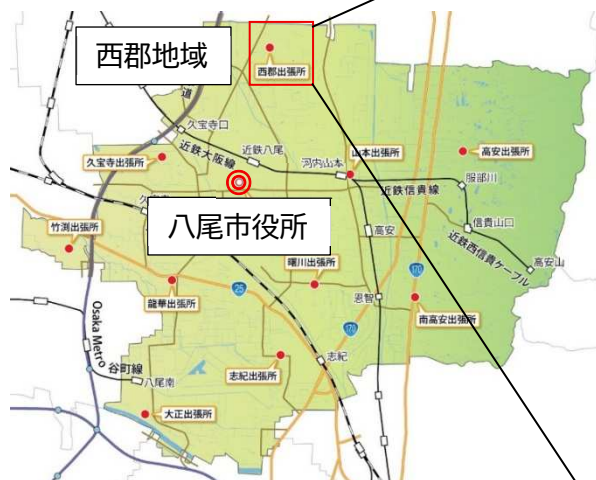 西郡地域
西郡出張所
道
久宝寺口
近鉄八尾
近鉄大阪線
河内山本
山本出張所
高安出張所
久宝寺出張所
服部川
近鉄信貴線
信貴山口
八尾市役所
竹渕出張所
高安
近鉄西信貴ケーブル
高安山
曙川出張所
170
龍華出張所
25
恩智
南高安出張所
170
Osaka Metro
谷町線
志紀
志紀出張所
八尾南
大正出張所